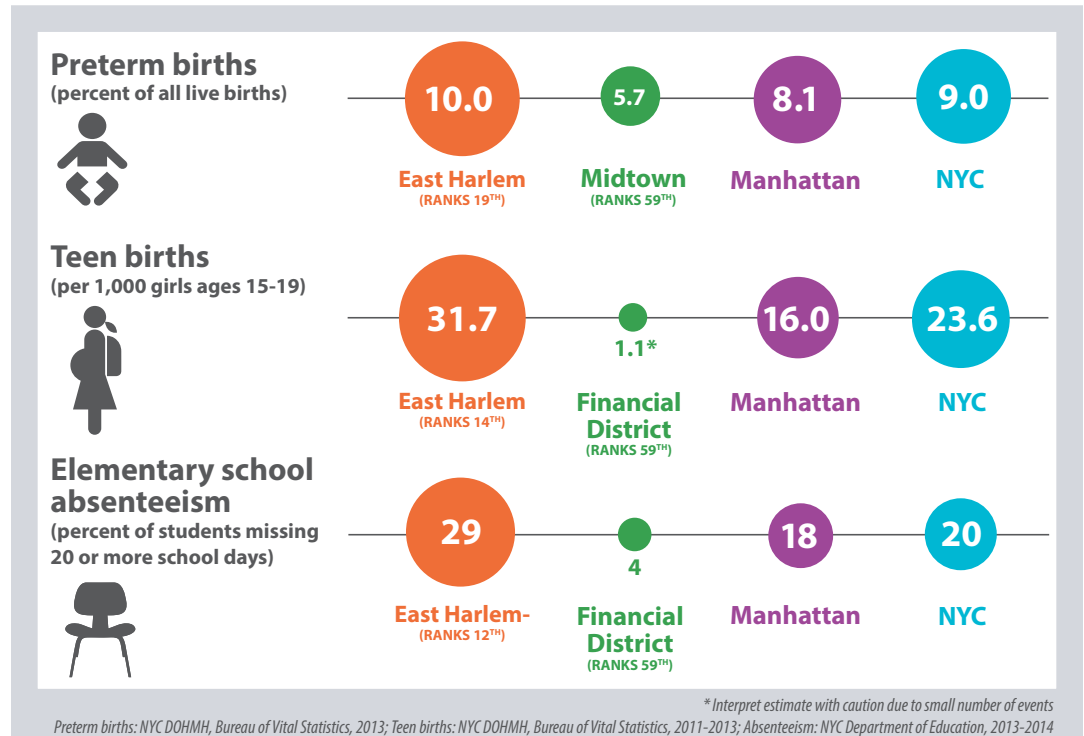 Preterm births
(percent of all live births)
10.0
5.7
8.1
9.0
East Harlem
(RANKS 19TH)
Midtown
(RANKS 59TH)
Manhattan
NYC
Teen births
(per 1,000 girls ages 15-19)
31.7
1.1*
16.0
23.6
East Harlem
(RANKS 14TH)
Financial
District
(RANKS 59TH)
Manhattan
NYC
Elementary school
absenteeism
(percent of students missing
20 or more school days)
29
4
18
20
East Harlem-
(RANKS 12TH)
Financial
District
(RANKS 59TH)
Manhattan
NYC
* Interpret estimate with caution due to small number of events
Preterm births: NYC DOHMH, Bureau of Vital Statistics, 2013; Teen births: NYC DOHMH, Bureau of Vital Statistics, 2011-2013; Absenteeism: NYC Department of Education, 2013-2014